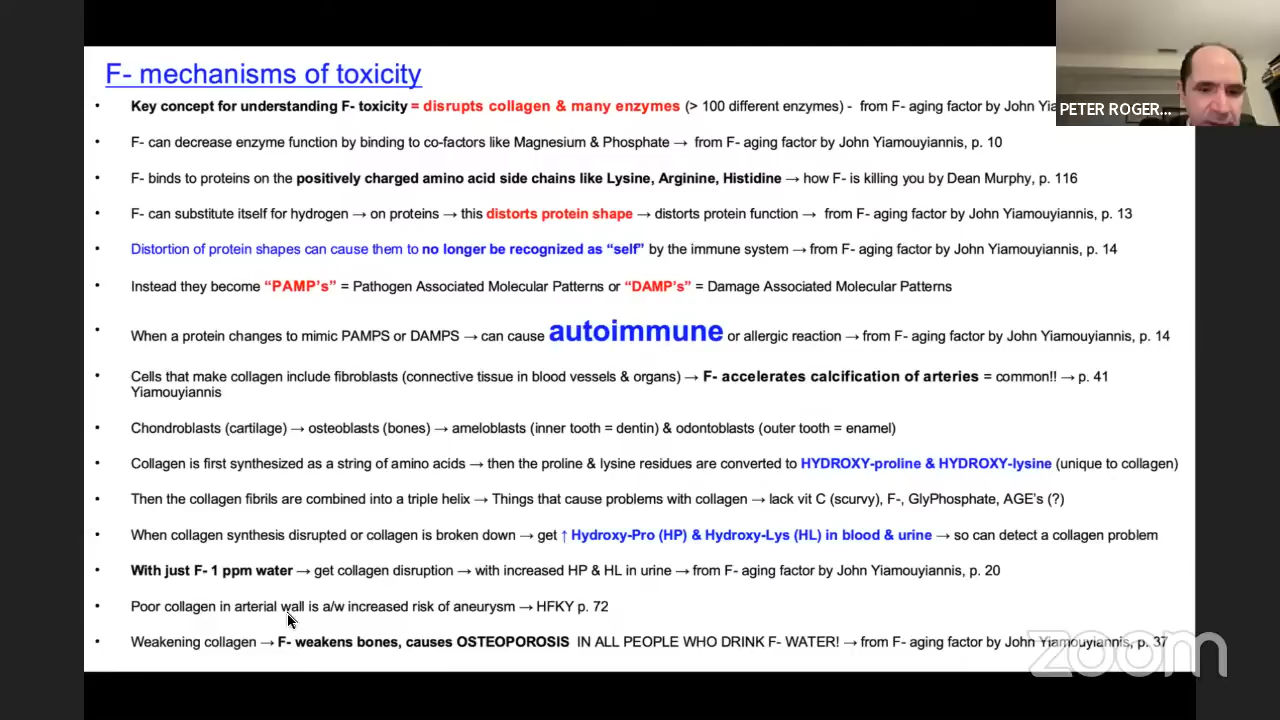 F- mechanisms of toxicity
• Key concept for understanding F- toxicity = disrupts collagen & many enzymes (> 100 different enzymes) - from F- aging factor by John
PETER ROGER...
• F- can decrease enzyme function by binding to co-factors like Magnesium & Phosphate → from F- aging factor by John Yiamouyiannis, p. 10
• F- binds to proteins on the positively charged amino acid side chains like Lysine, Arginine, Histidine → how F- is killing you by Dean Murphy, p. 116
• F- can substitute itself for hydrogen → on proteins → this distorts protein shape → distorts protein function → from F- aging factor by John Yiamouyiannis, p. 13
• Distortion of protein shapes can cause them to no longer be recognized as “self” by the immune system → from F- aging factor by John Yiamouyiannis, p. 14
• Instead they become “PAMP’s” = Pathogen Associated Molecular Patterns or “DAMP’s” = Damage Associated Molecular Patterns
• When a protein changes to mimic PAMPS or DAMPS → can cause autoimmune or allergic reaction → from F- aging factor by John Yiamouyiannis, p. 14
• Cells that make collagen include fibroblasts (connective tissue in blood vessels & organs) → F- accelerates calcification of arteries = common!! → p. 41
Yiamouyiannis
• Chondroblasts (cartilage) → osteoblasts (bones) → ameloblasts (inner tooth = dentin) & odontoblasts (outer tooth = enamel)
• Collagen is first synthesized as a string of amino acids → then the proline & lysine residues are converted to HYDROXY-proline & HYDROXY-lysine (unique to collagen)
• Then the collagen fibrils are combined into a triple helix → Things that cause problems with collagen → lack vit C (scurvy), F-, GlyPhosphate, AGE’s (?)
• When collagen synthesis disrupted or collagen is broken down → get ↑ Hydroxy-Pro (HP) & Hydroxy-Lys (HL) in blood & urine → so can detect a collagen problem
• With just F- 1 ppm water → get collagen disruption → with increased HP & HL in urine → from F- aging factor by John Yiamouyiannis, p. 20
• Poor collagen in arterial wall is a/w increased risk of aneurysm → HFKY p. 72
• Weakening collagen → F- weakens bones, causes OSTEOPOROSIS IN ALL PEOPLE WHO DRINK F- WATER! → from F- aging factor by John Yiamouyiannis, p. 37
zoom